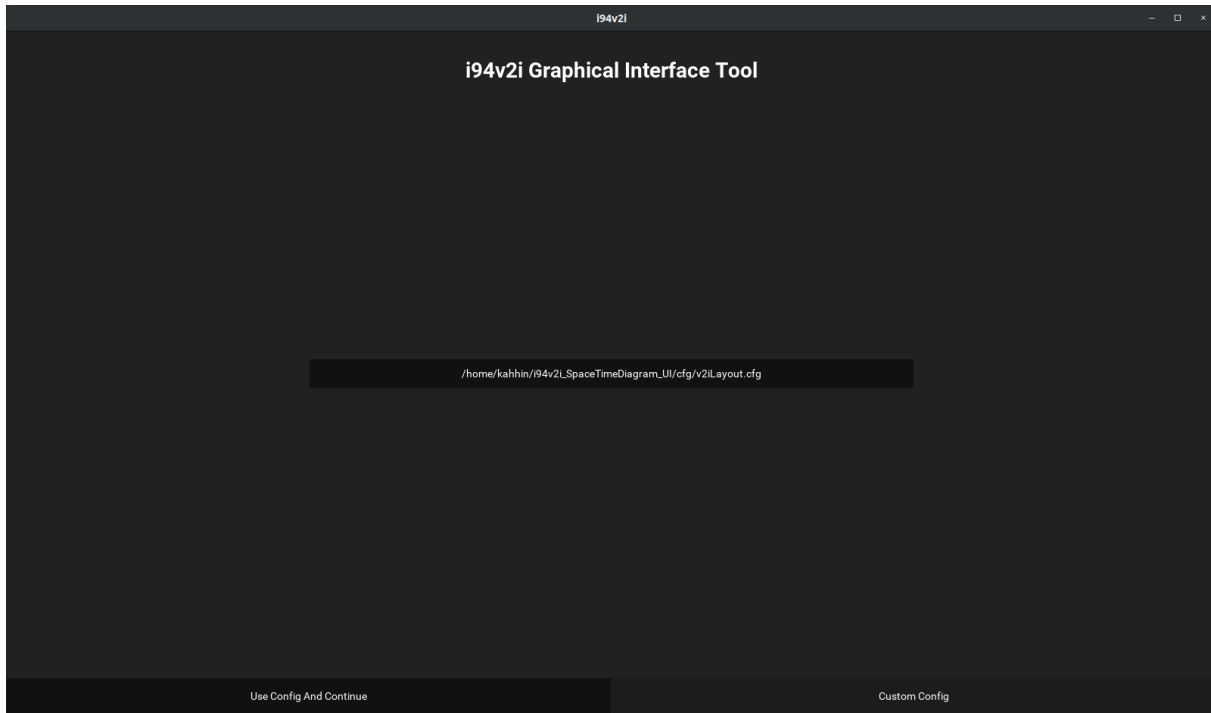 i94v2i
i94v2i Graphical Interface Tool
/home/kahhin/i94v2i_SpaceTimeDiagram_UI/cfg/v2iLayout.cfg
Use Config And Continue
Custom Config